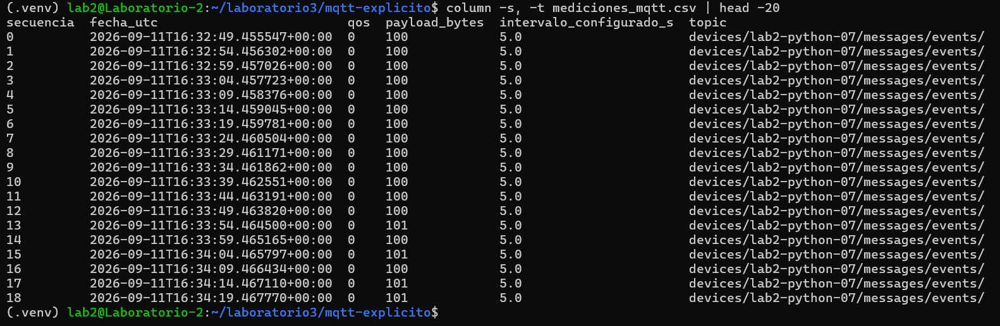 (.venv) lab2@Laboratorio-2:~/laboratorio3/mqtt-explicito$ column -s, -t mediciones_mqtt.csv | head -20
secuencia  fecha_utc                         qos  payload_bytes  intervalo_configurado_s  topic
0          2026-09-11T16:32:49.455547+00:00  0    100            5.0                      devices/lab2-python-07/messages/events/
1          2026-09-11T16:32:54.456302+00:00  0    100            5.0                      devices/lab2-python-07/messages/events/
2          2026-09-11T16:32:59.457026+00:00  0    100            5.0                      devices/lab2-python-07/messages/events/
3          2026-09-11T16:33:04.457723+00:00  0    100            5.0                      devices/lab2-python-07/messages/events/
4          2026-09-11T16:33:09.458376+00:00  0    100            5.0                      devices/lab2-python-07/messages/events/
5          2026-09-11T16:33:14.459045+00:00  0    100            5.0                      devices/lab2-python-07/messages/events/
6          2026-09-11T16:33:19.459781+00:00  0    100            5.0                      devices/lab2-python-07/messages/events/
7          2026-09-11T16:33:24.460504+00:00  0    100            5.0                      devices/lab2-python-07/messages/events/
8          2026-09-11T16:33:29.461171+00:00  0    100            5.0                      devices/lab2-python-07/messages/events/
9          2026-09-11T16:33:34.461862+00:00  0    100            5.0                      devices/lab2-python-07/messages/events/
10         2026-09-11T16:33:39.462551+00:00  0    100            5.0                      devices/lab2-python-07/messages/events/
11         2026-09-11T16:33:44.463191+00:00  0    100            5.0                      devices/lab2-python-07/messages/events/
12         2026-09-11T16:33:49.463820+00:00  0    100            5.0                      devices/lab2-python-07/messages/events/
13         2026-09-11T16:33:54.464500+00:00  0    101            5.0                      devices/lab2-python-07/messages/events/
14         2026-09-11T16:33:59.465165+00:00  0    100            5.0                      devices/lab2-python-07/messages/events/
15         2026-09-11T16:34:04.465797+00:00  0    101            5.0                      devices/lab2-python-07/messages/events/
16         2026-09-11T16:34:09.466434+00:00  0    100            5.0                      devices/lab2-python-07/messages/events/
17         2026-09-11T16:34:14.467110+00:00  0    101            5.0                      devices/lab2-python-07/messages/events/
18         2026-09-11T16:34:19.467770+00:00  0    101            5.0                      devices/lab2-python-07/messages/events/
(.venv) lab2@Laboratorio-2:~/laboratorio3/mqtt-explicito$